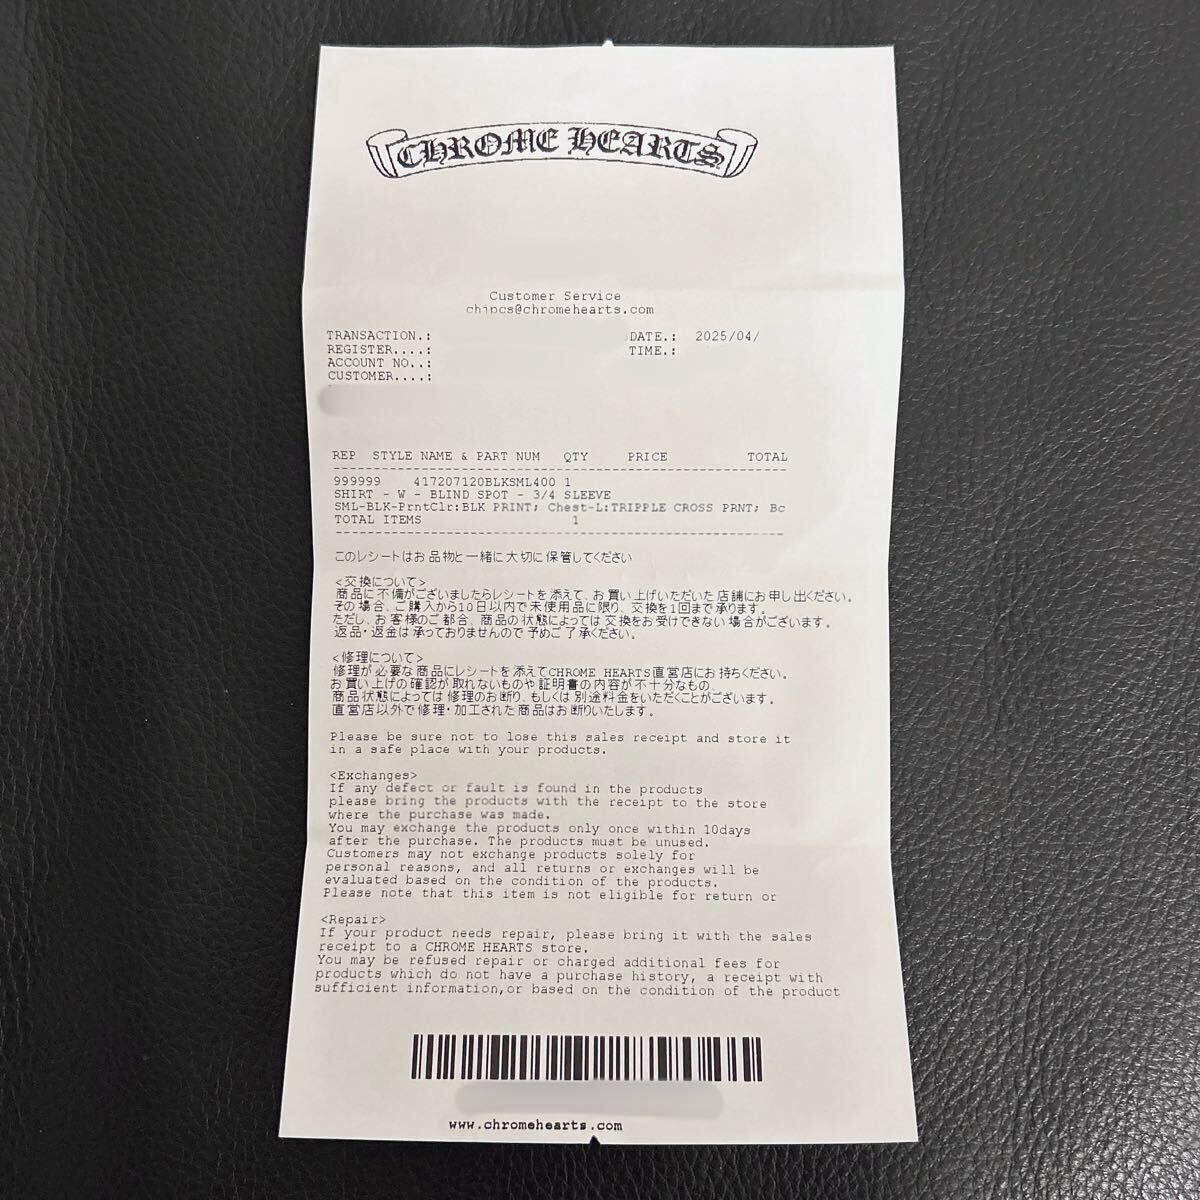 CHROME HEARTS
Customer Service
chipcs@chromehearts.com
TRANSACTION.: DATE.: 2025/04/
REGISTER....: TIME.:
ACCOUNT NO..:
CUSTOMER....:
REP STYLE NAME & PART NUM QTY PRICE TOTAL
999999 417207120BLKSML400 1
SHIRT - W - BLIND SPOT - 3/4 SLEEVE
SML-BLK-PrntClr:BLK PRINT; Chest-L:TRIPPLE CROSS PRNT; Bc
TOTAL ITEMS 1
このレシートはお品物と一緒に大切に保管してください
<交換について>
商品に不備がございましたらレシートを添えて、お買い上げいただいた店舗にお申し出ください。
その場合、ご購入から10日以内で未使用品に限り、交換を1回まで承ります。
ただし、お客様のご都合、商品の状態によっては交換をお受けできない場合がございます。
返品・返金は承っておりませんので予めご了承ください。
<修理について>
修理が必要な商品にレシートを添えてCHROME HEARTS直営店にお持ちください。
お買い上げの確認が取れないものや証明書の内容が不十分なもの、
商品状態によっては修理のお断り、もしくは別途料金をいただくことがございます。
直営店以外で修理・加工された商品はお断りいたします。
Please be sure not to lose this sales receipt and store it
in a safe place with your products.
<Exchanges>
If any defect or fault is found in the products
please bring the products with the receipt to the store
where the purchase was made.
You may exchange the products only once within 10days
after the purchase. The products must be unused.
Customers may not exchange products solely for
personal reasons, and all returns or exchanges will be
evaluated based on the condition of the products.
Please note that this item is not eligible for return or
<Repair>
If your product needs repair, please bring it with the sales
receipt to a CHROME HEARTS store.
You may be refused repair or charged additional fees for
products which do not have a purchase history, a receipt with
sufficient information,or based on the condition of the product
www.chromehearts.com